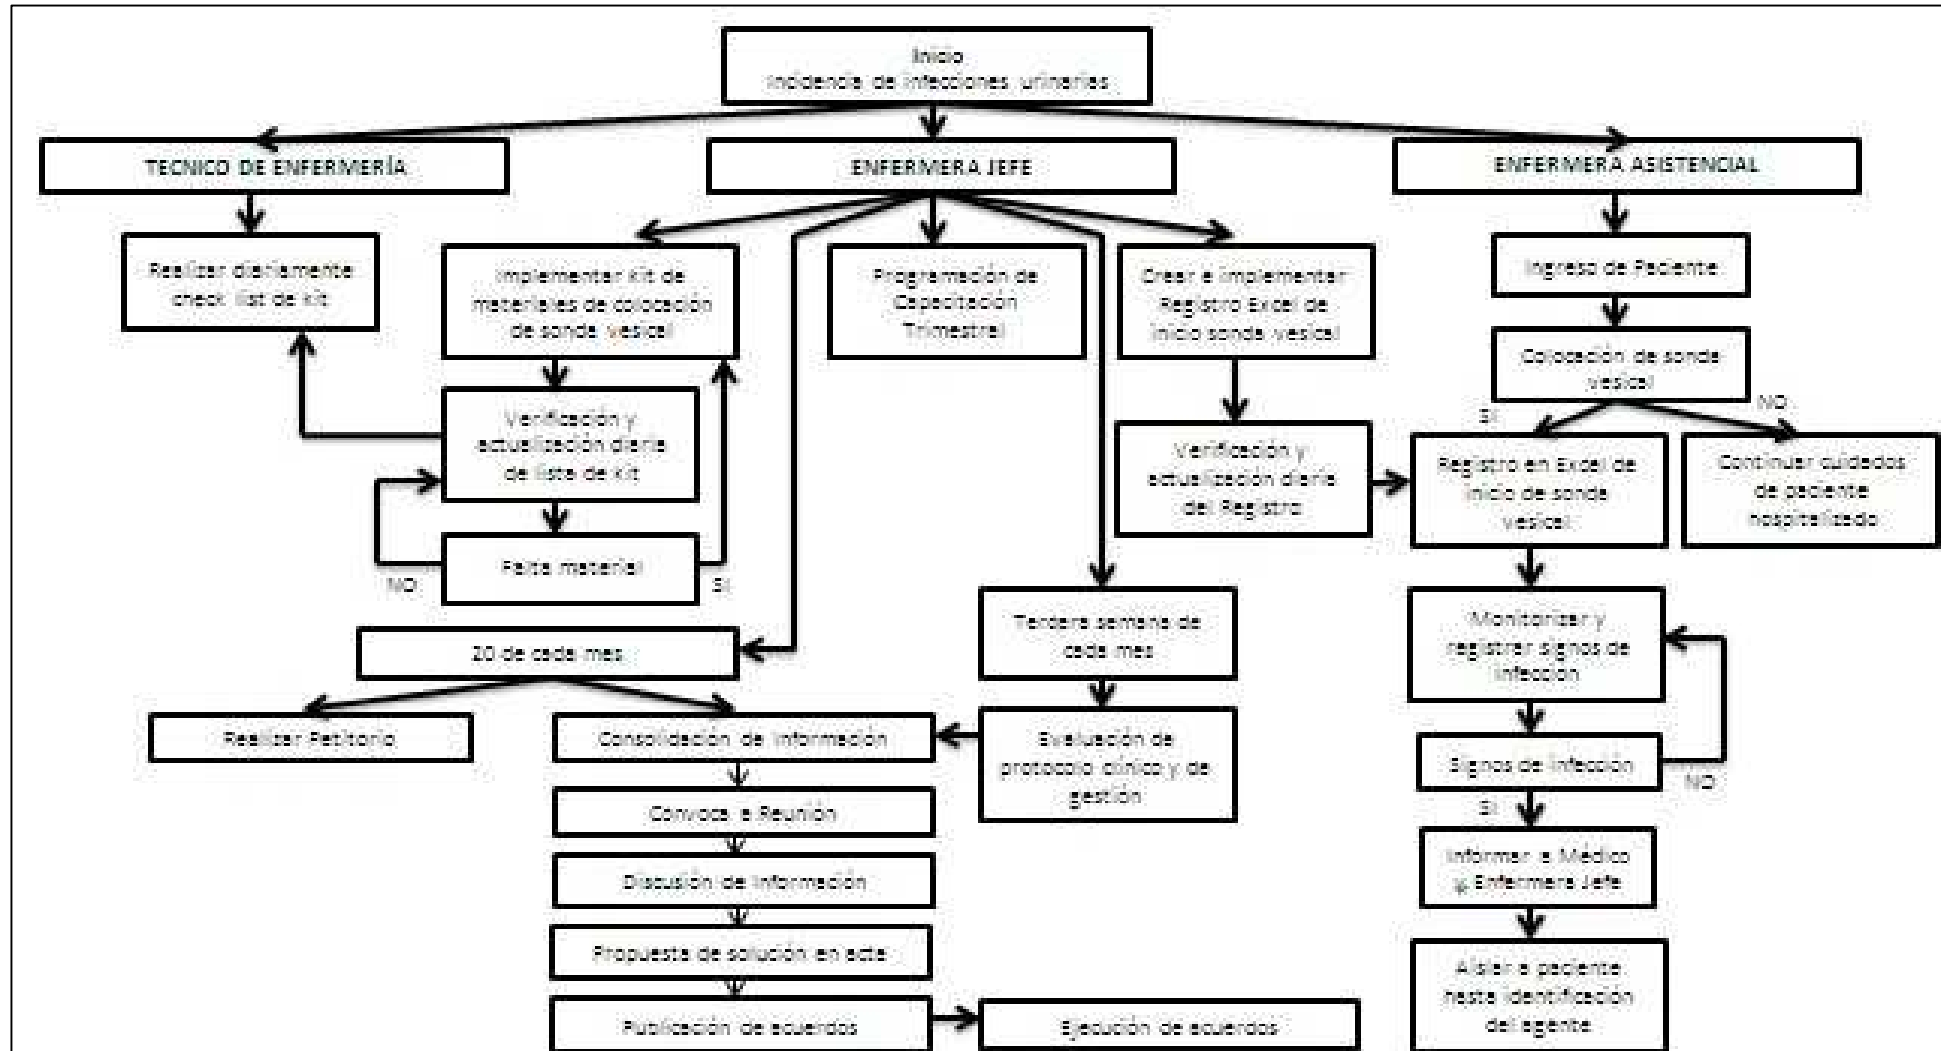 Inicio
Incidencia de infecciones urinarias
TECNICO DE ENFERMERÍA
ENFERMERA JEFE
ENFERMERA ASISTENCIAL
Realizar diariamente
check list de kit
Implementar Kit de
materiales de colocación
de sonda vesical
Programación de
Capacitación
Trimestral
Crear e implementar
Registro Excel de
inicio sonda vesical
Ingreso de Paciente
Colocación de sonda
vesical
SI
NO
Verificación y
actualización diaria
de lista de kit
Verificación y
actualización diaria
del Registro
Registro en Excel de
inicio de sonda
vesical
Continuar cuidados
de paciente
hospitalizado
Falta material
NO
SI
20 de cada mes
Tercera semana de
cada mes
Monitorizar y
registrar signos de
infección
Realizar Petitorio
Consolidación de Información
Evaluación de
protocolo clínico y de
gestión
Signos de infección
NO
SI
Convoca a Reunión
Discusión de Información
Informar a Médico
y Enfermera Jefe
Propuesta de solución en acta
Aislar a paciente
hasta identificación
del agente
Publicación de acuerdos
Ejecución de acuerdos